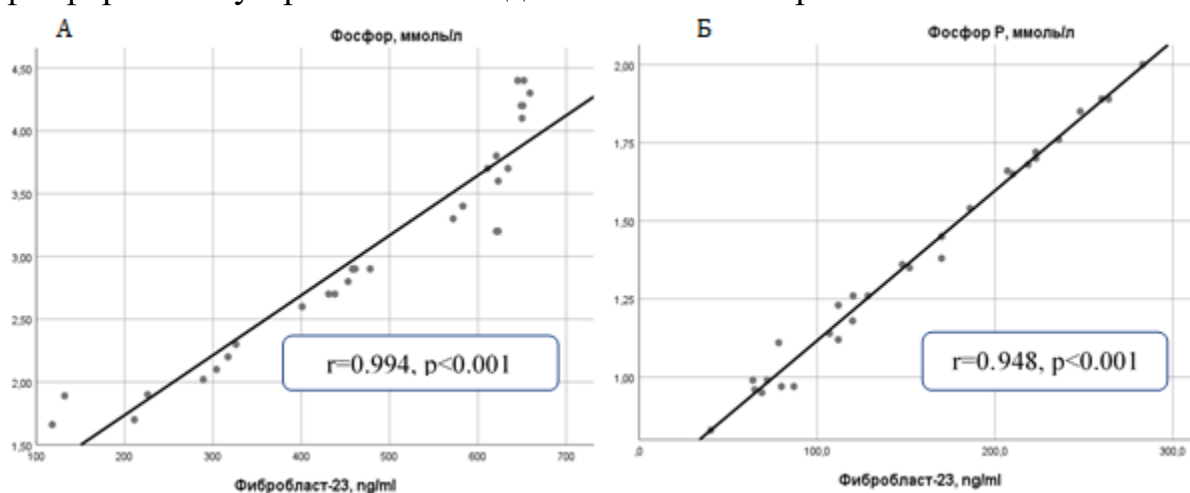 А
Фосфор, ммоль/л
4,50
4,00
3,50
3,00
2,50
2,00
1,50
r=0.994, p<0.001
100 200 300 400 500 600 700
Фибробласт-23, ng/ml
Б
Фосфор P, ммоль/л
2,00
1,75
1,50
1,25
1,00
r=0.948, p<0.001
,0 100,0 200,0 300,0
Фибробласт-23, ng/ml